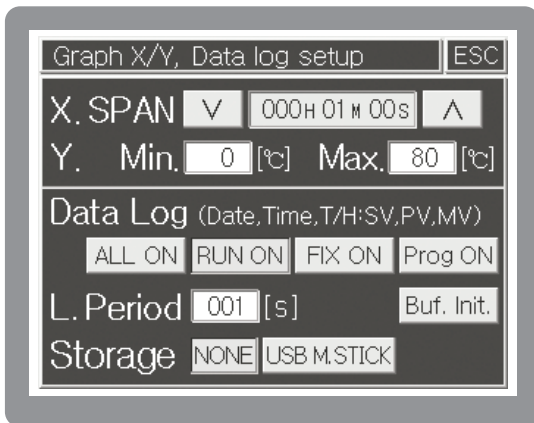 Graph X/Y, Data log setup ESC
X. SPAN ∨ 000H 01 M 00S ∧
Y. Min. 0 [℃] Max. 80 [℃]
Data Log (Date,Time,T/H:SV,PV,MV)
ALL ON RUN ON FIX ON Prog ON
L. Period 001 [s] Buf. Init.
Storage NONE USB M.STICK